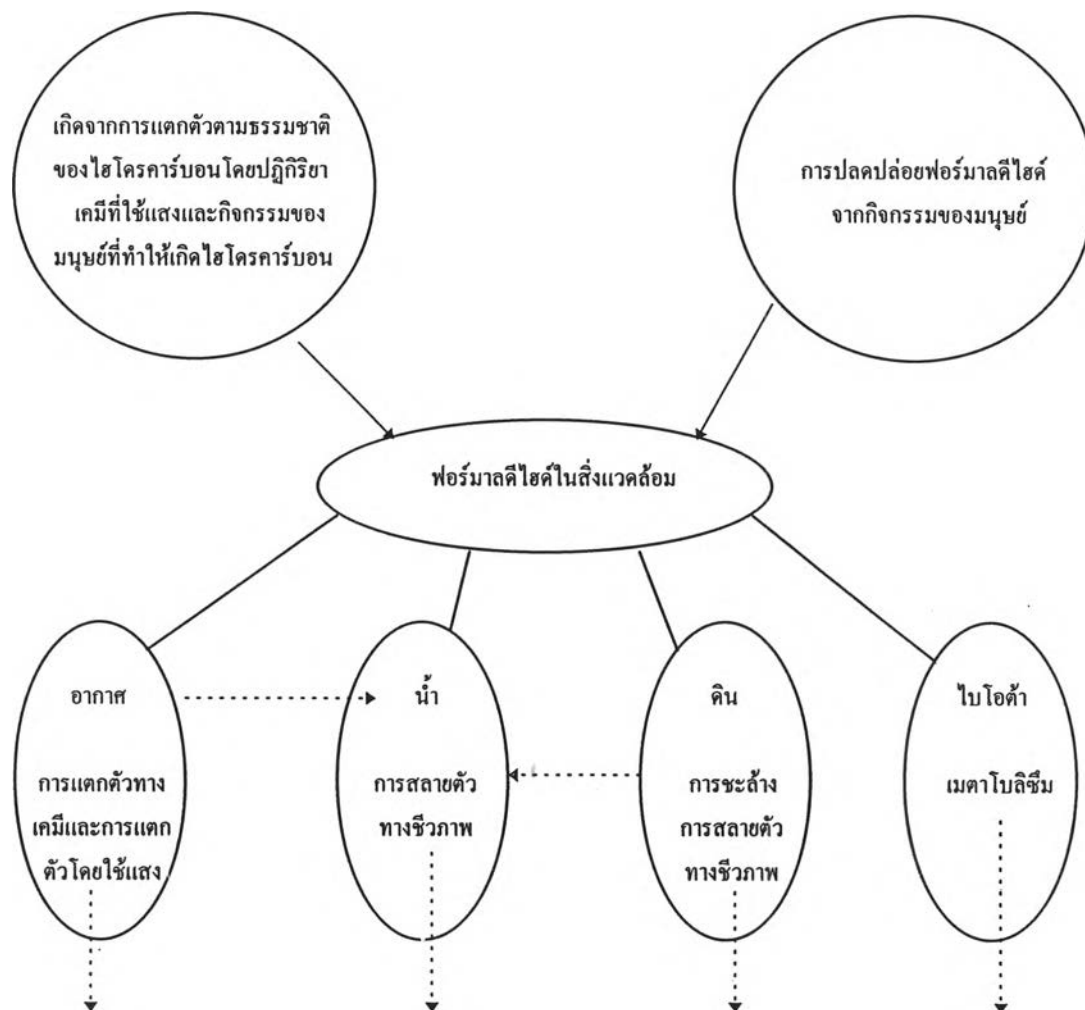 เกิดจากการแตกตัวตามธรรมชาติ
ของไฮโดรคาร์บอนโดยปฏิกิริยา
เคมีที่ใช้แสงและกิจกรรมของ
มนุษย์ที่ทำให้เกิดไฮโดรคาร์บอน
การปลดปล่อยฟอร์มาลดีไฮด์
จากกิจกรรมของมนุษย์
ฟอร์มาลดีไฮด์ในสิ่งแวดล้อม
อากาศ
การแตกตัวทาง
เคมีและการแตก
ตัวโดยใช้แสง
น้ำ
การสลายตัว
ทางชีวภาพ
ดิน
การชะล้าง
การสลายตัว
ทางชีวภาพ
ไบโอต้า
เมตาโบลิซึม